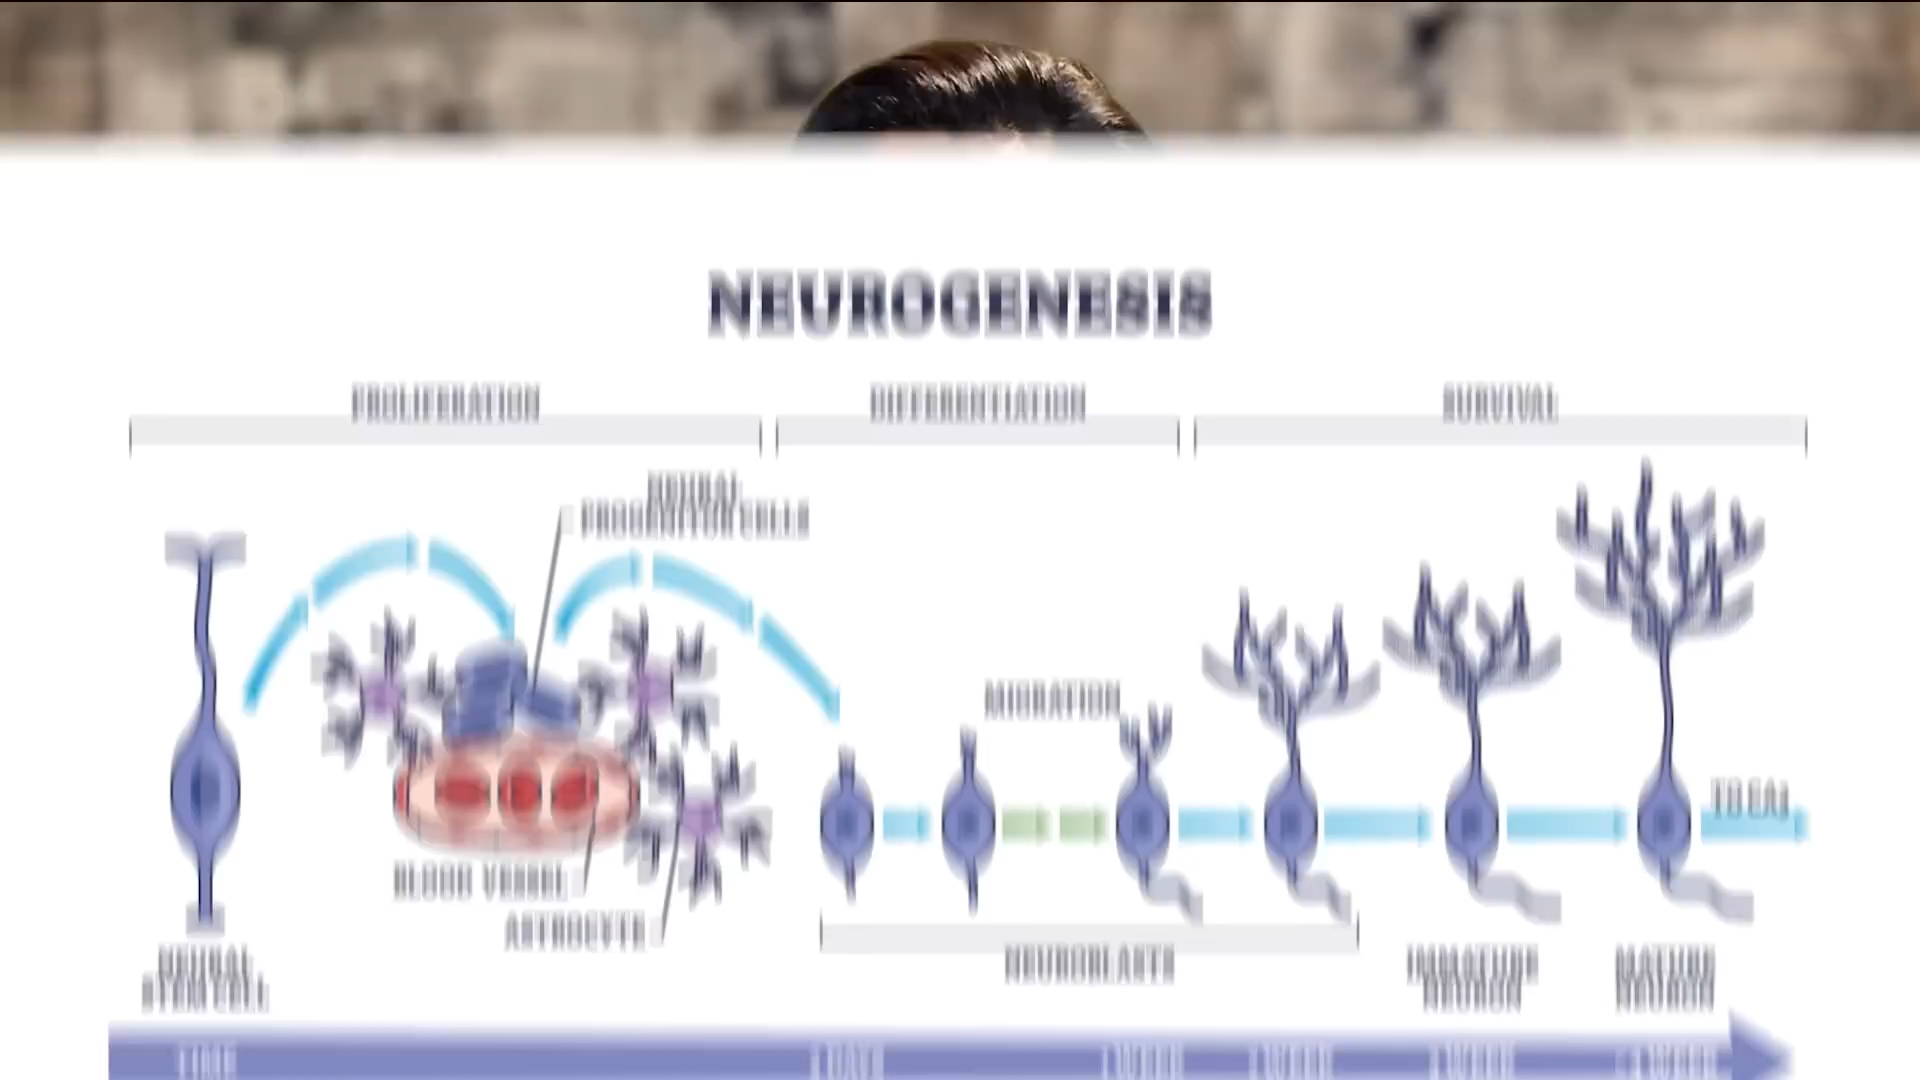 NEUROGENESIS
PROLIFERATION
DIFFERENTIATION
SURVIVAL
NEURAL
PROGENITOR CELLS
MIGRATION
BLOOD VESSEL
ASTROCYTE
NEUROBLASTS
NEURAL
STEM CELL
IMMATURE
NEURON
MATURE
NEURON
TIME